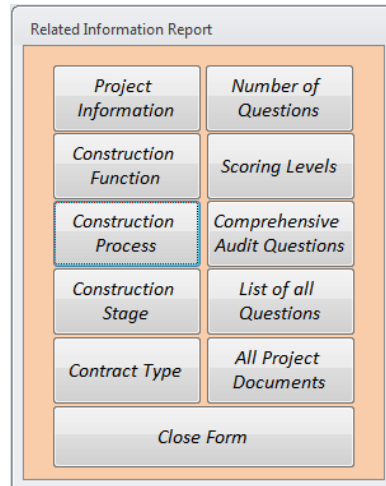 Related Information Report
Project
Information
Number of
Questions
Construction
Function
Scoring Levels
Construction
Process
Comprehensive
Audit Questions
Construction
Stage
List of all
Questions
Contract Type
All Project
Documents
Close Form